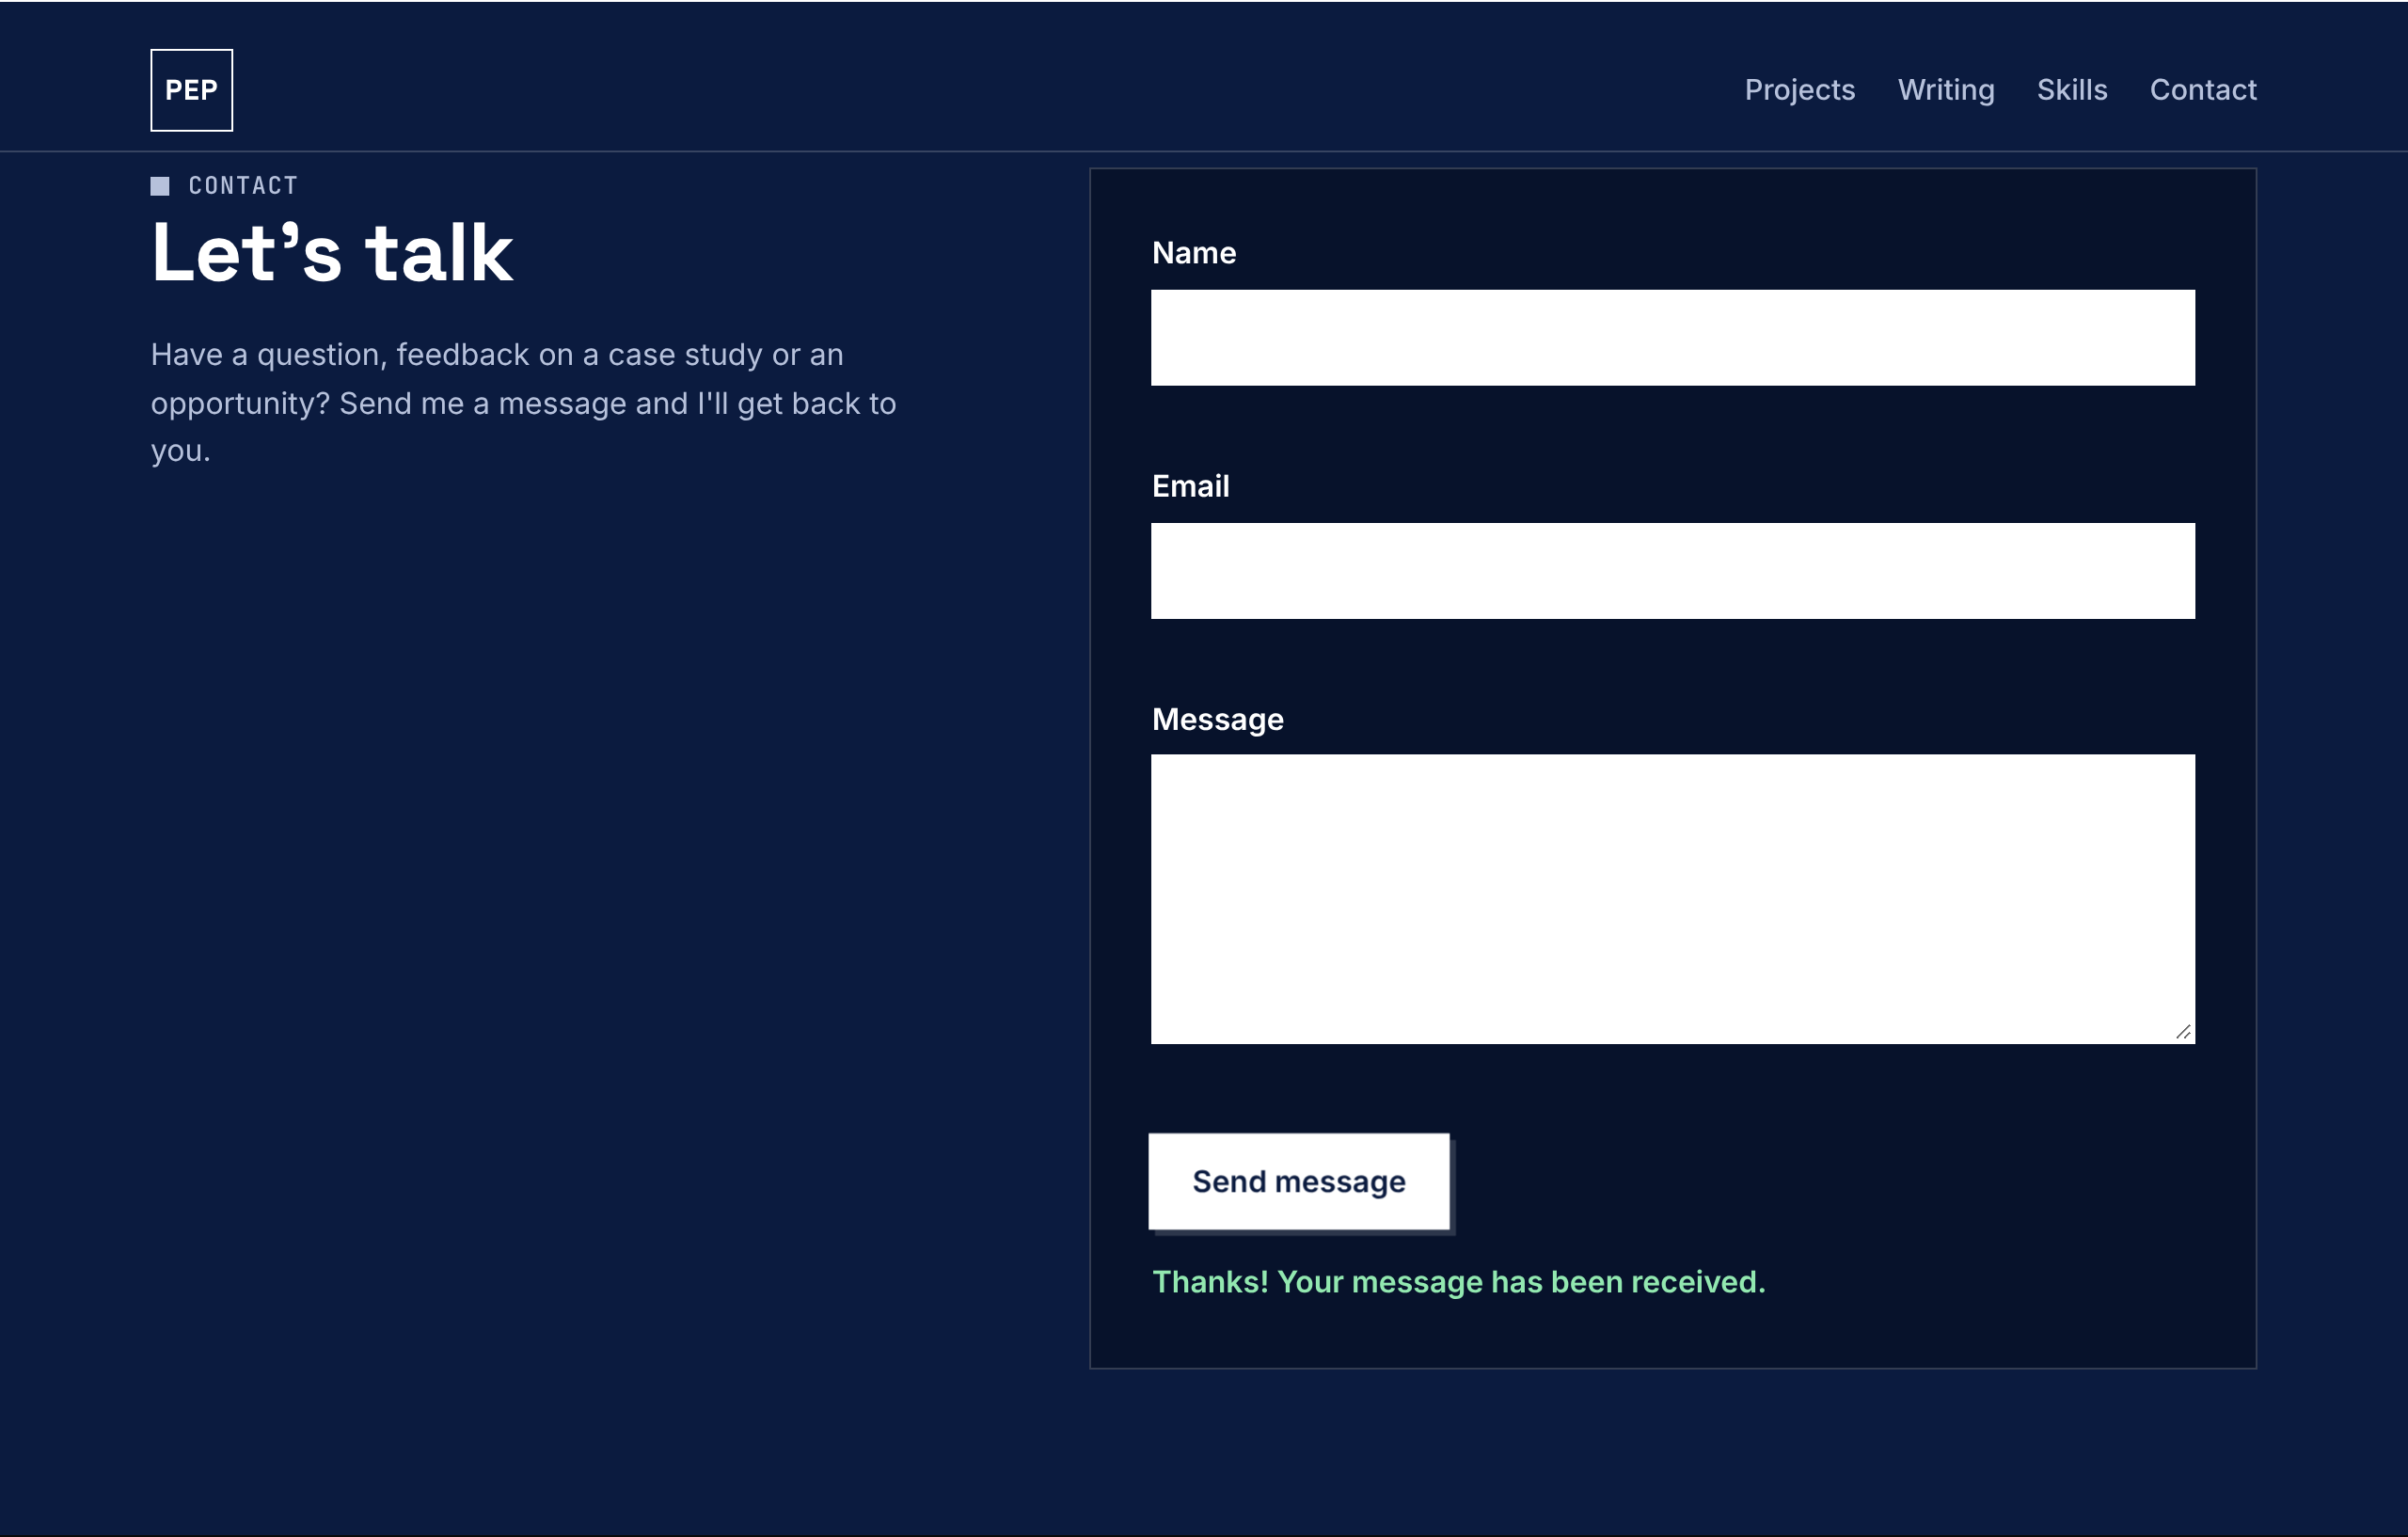 PEP
Projects
Writing
Skills
Contact
CONTACT
Let’s talk
Have a question, feedback on a case study or an
opportunity? Send me a message and I'll get back to
you.
Name
Email
Message
Send message
Thanks! Your message has been received.